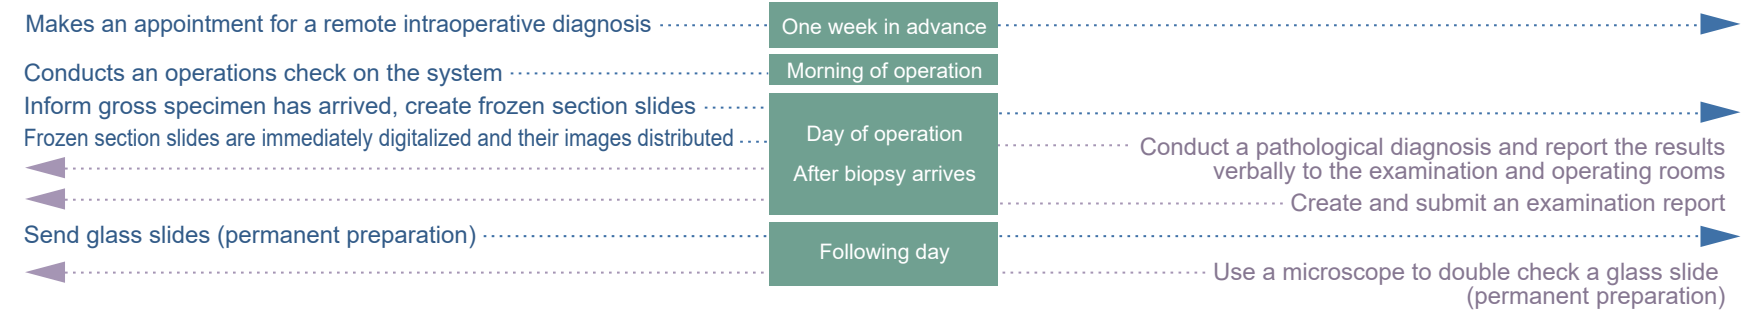 Makes an appointment for a remote intraoperative diagnosis
One week in advance
Conducts an operations check on the system
Morning of operation
Inform gross specimen has arrived, create frozen section slides
Frozen section slides are immediately digitalized and their images distributed
Day of operation
After biopsy arrives
Conduct a pathological diagnosis and report the results
verbally to the examination and operating rooms
Create and submit an examination report
Send glass slides (permanent preparation)
Following day
Use a microscope to double check a glass slide
(permanent preparation)